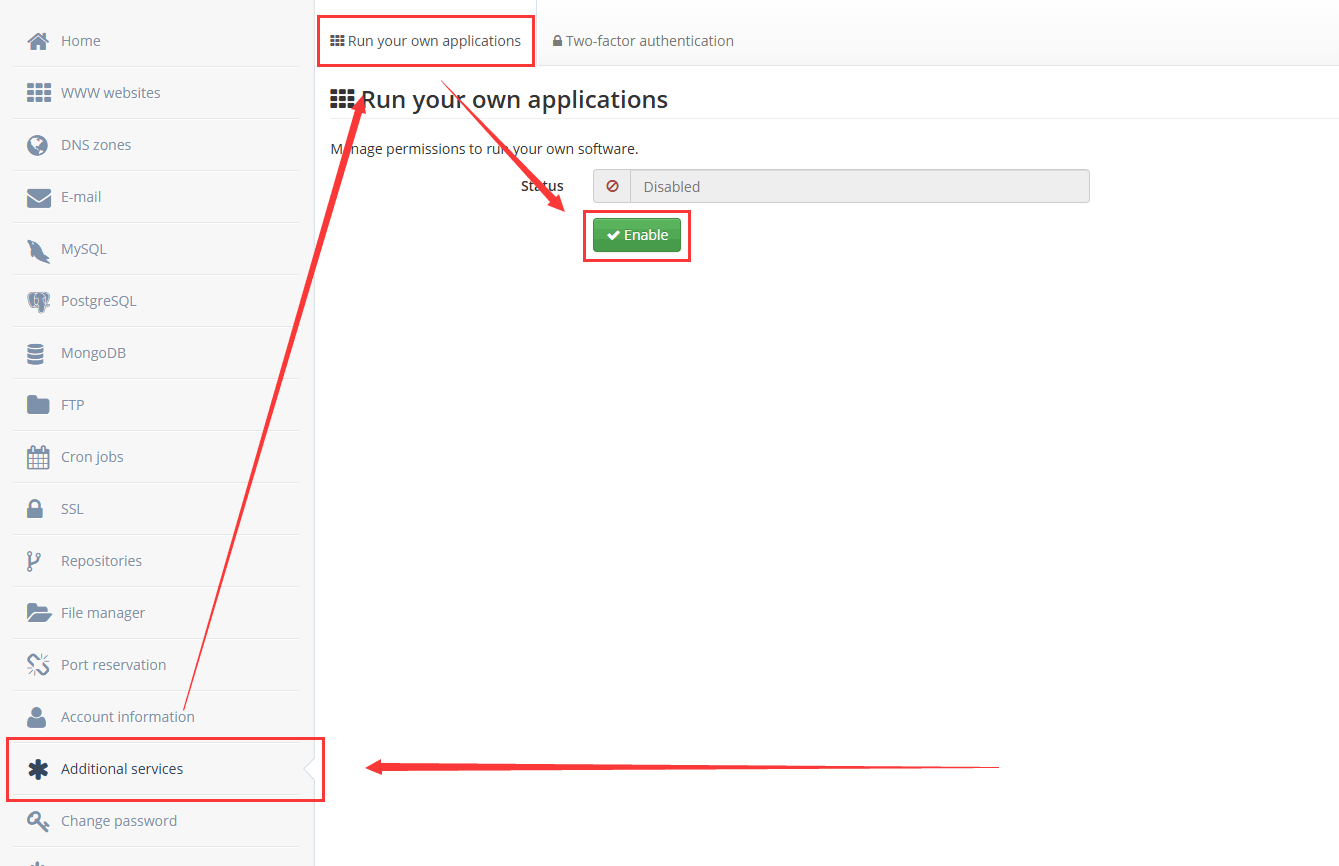 Home
WWW websites
DNS zones
E-mail
MySQL
PostgreSQL
MongoDB
FTP
Cron jobs
SSL
Repositories
File manager
Port reservation
Account information
Additional services
Change password
Run your own applications
Two-factor authentication
Run your own applications
Manage permissions to run your own software.
Status
Disabled
Enable